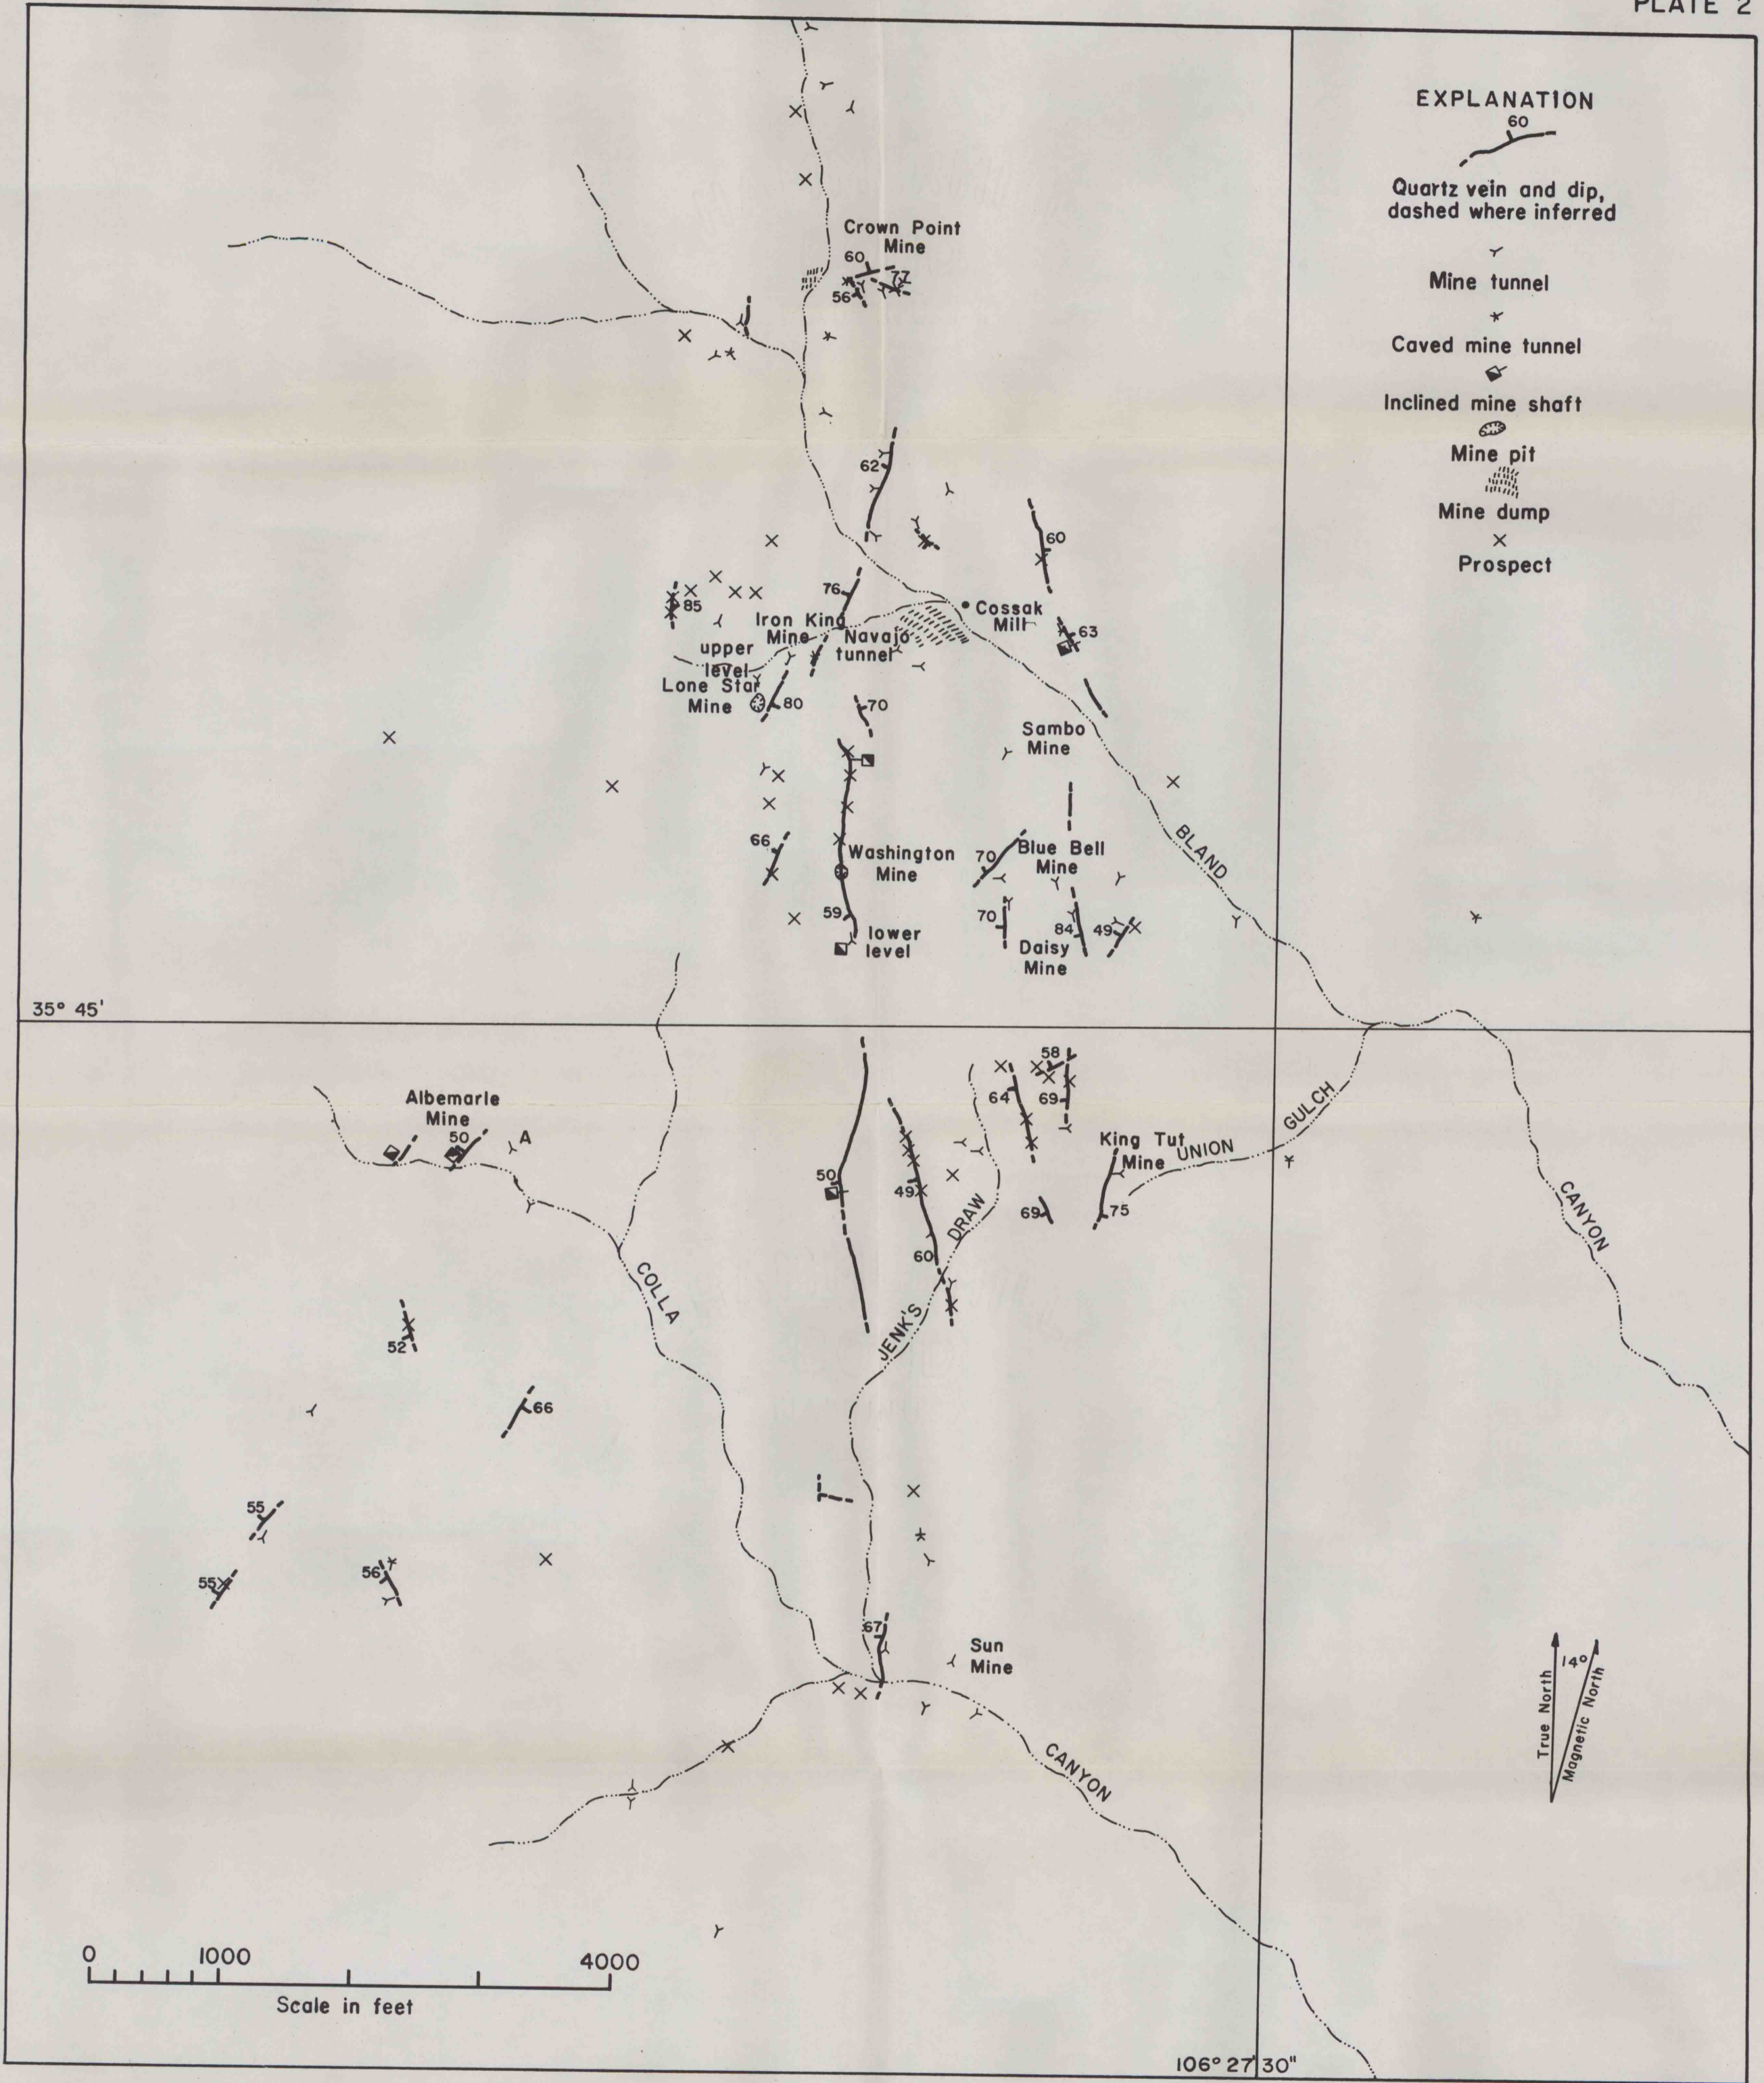 PLATE 2
EXPLANATION
60
Quartz vein and dip,
dashed where inferred
Mine tunnel
Caved mine tunnel
Inclined mine shaft
Mine pit
Mine dump
Prospect
Crown Point
Mine
60
77
56
62
60
76
85
Cossak
Mill
Iron King
Mine
Navajo
tunnel
63
upper
level
Lone Star
Mine
80
70
Sambo
Mine
66
Washington
Mine
70
Blue Bell
Mine
BLAND
59
70
84
49
lower
level
Daisy
Mine
35° 45'
58
64
69
Albemarle
Mine
50
A
King Tut
Mine
UNION
GULCH
50
49
69
75
DRAW
CANYON
60
COLLA
JENK'S
52
66
55
55
56
67
Sun
Mine
14°
True North
Magnetic North
CANYON
0 1000 4000
Scale in feet
106° 27'30"